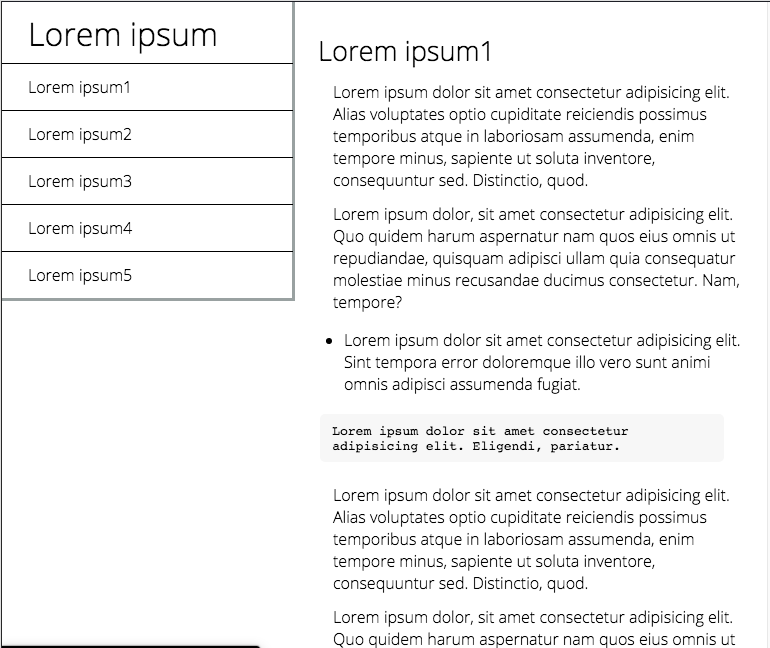 Lorem ipsum
Lorem ipsum1
Lorem ipsum2
Lorem ipsum3
Lorem ipsum4
Lorem ipsum5
Lorem ipsum1
Lorem ipsum dolor sit amet consectetur adipisicing elit.
Alias voluptates optio cupiditate reiciendis possimus
temporibus atque in laboriosam assumenda, enim
tempore minus, sapiente ut soluta inventore,
consequuntur sed. Distinctio, quod.
Lorem ipsum dolor, sit amet consectetur adipisicing elit.
Quo quidem harum aspernatur nam quos eius omnis ut
repudiandae, quisquam adipisci ullam quia consequatur
molestiae minus recusandae ducimus consectetur. Nam,
tempore?
• Lorem ipsum dolor sit amet consectetur adipisicing elit.
Sint tempora error doloremque illo vero sunt animi
omnis adipisci assumenda fugiat.
Lorem ipsum dolor sit amet consectetur
adipisicing elit. Eligendi, pariatur.
Lorem ipsum dolor sit amet consectetur adipisicing elit.
Alias voluptates optio cupiditate reiciendis possimus
temporibus atque in laboriosam assumenda, enim
tempore minus, sapiente ut soluta inventore,
consequuntur sed. Distinctio, quod.
Lorem ipsum dolor, sit amet consectetur adipisicing elit.
Quo quidem harum aspernatur nam quos eius omnis ut